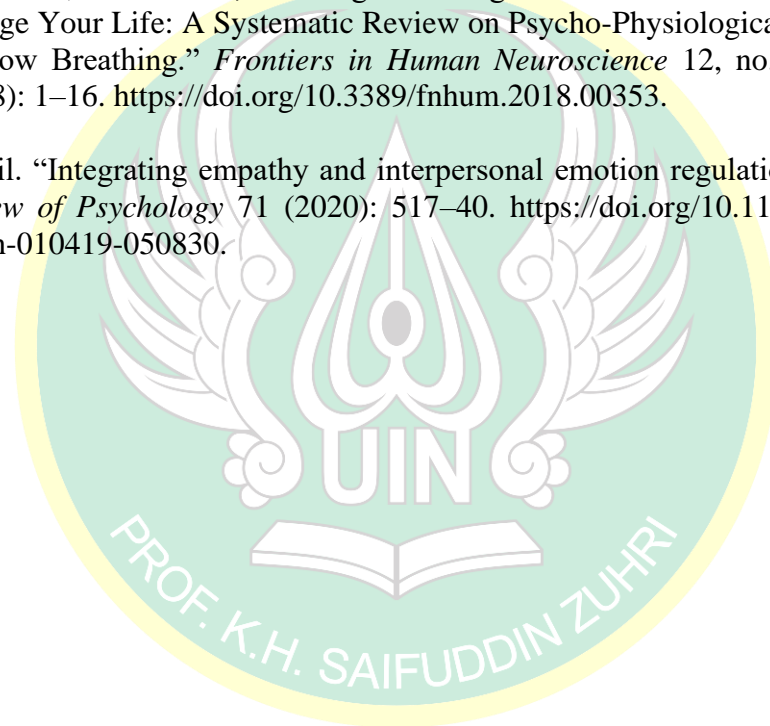 ge Your Life: A Systematic Review on Psycho-Physiologica
ow Breathing.” Frontiers in Human Neuroscience 12, no.
8): 1–16. https://doi.org/10.3389/fnhum.2018.00353.
il. “Integrating empathy and interpersonal emotion regulatio
ew of Psychology 71 (2020): 517–40. https://doi.org/10.11
h-010419-050830.
UIN
PROF. K.H. SAIFUDDIN ZUHRI